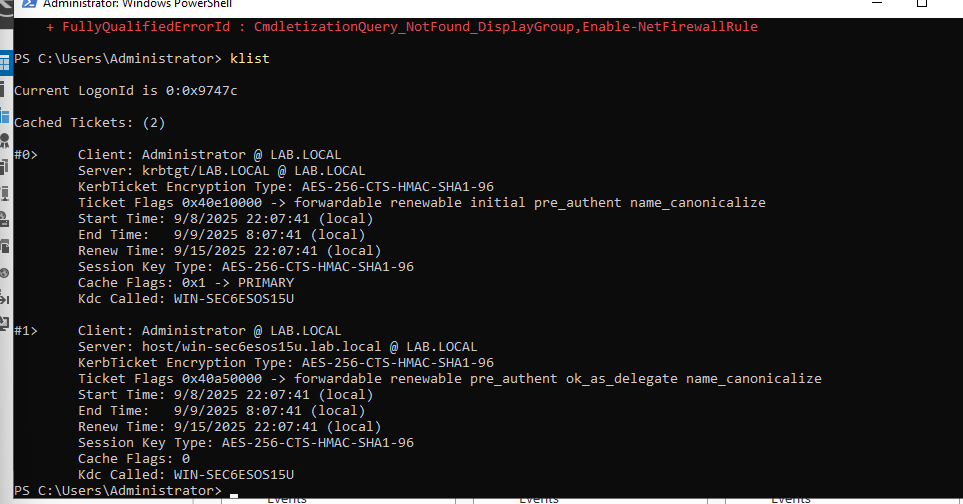 Administrator: Windows PowerShell
+ FullyQualifiedErrorId : CmdletizationQuery_NotFound_DisplayGroup,Enable-NetFirewallRule
PS C:\Users\Administrator> klist
Current LogonId is 0:0x9747c
Cached Tickets: (2)
#0> Client: Administrator @ LAB.LOCAL
Server: krbtgt/LAB.LOCAL @ LAB.LOCAL
KerbTicket Encryption Type: AES-256-CTS-HMAC-SHA1-96
Ticket Flags 0x40e10000 -> forwardable renewable initial pre_authent name_canonicalize
Start Time: 9/8/2025 22:07:41 (local)
End Time: 9/9/2025 8:07:41 (local)
Renew Time: 9/15/2025 22:07:41 (local)
Session Key Type: AES-256-CTS-HMAC-SHA1-96
Cache Flags: 0x1 -> PRIMARY
Kdc Called: WIN-SEC6ESOS15U
#1> Client: Administrator @ LAB.LOCAL
Server: host/win-sec6esos15u.lab.local @ LAB.LOCAL
KerbTicket Encryption Type: AES-256-CTS-HMAC-SHA1-96
Ticket Flags 0x40a50000 -> forwardable renewable pre_authent ok_as_delegate name_canonicalize
Start Time: 9/8/2025 22:07:41 (local)
End Time: 9/9/2025 8:07:41 (local)
Renew Time: 9/15/2025 22:07:41 (local)
Session Key Type: AES-256-CTS-HMAC-SHA1-96
Cache Flags: 0
Kdc Called: WIN-SEC6ESOS15U
PS C:\Users\Administrator>
Events Events Events